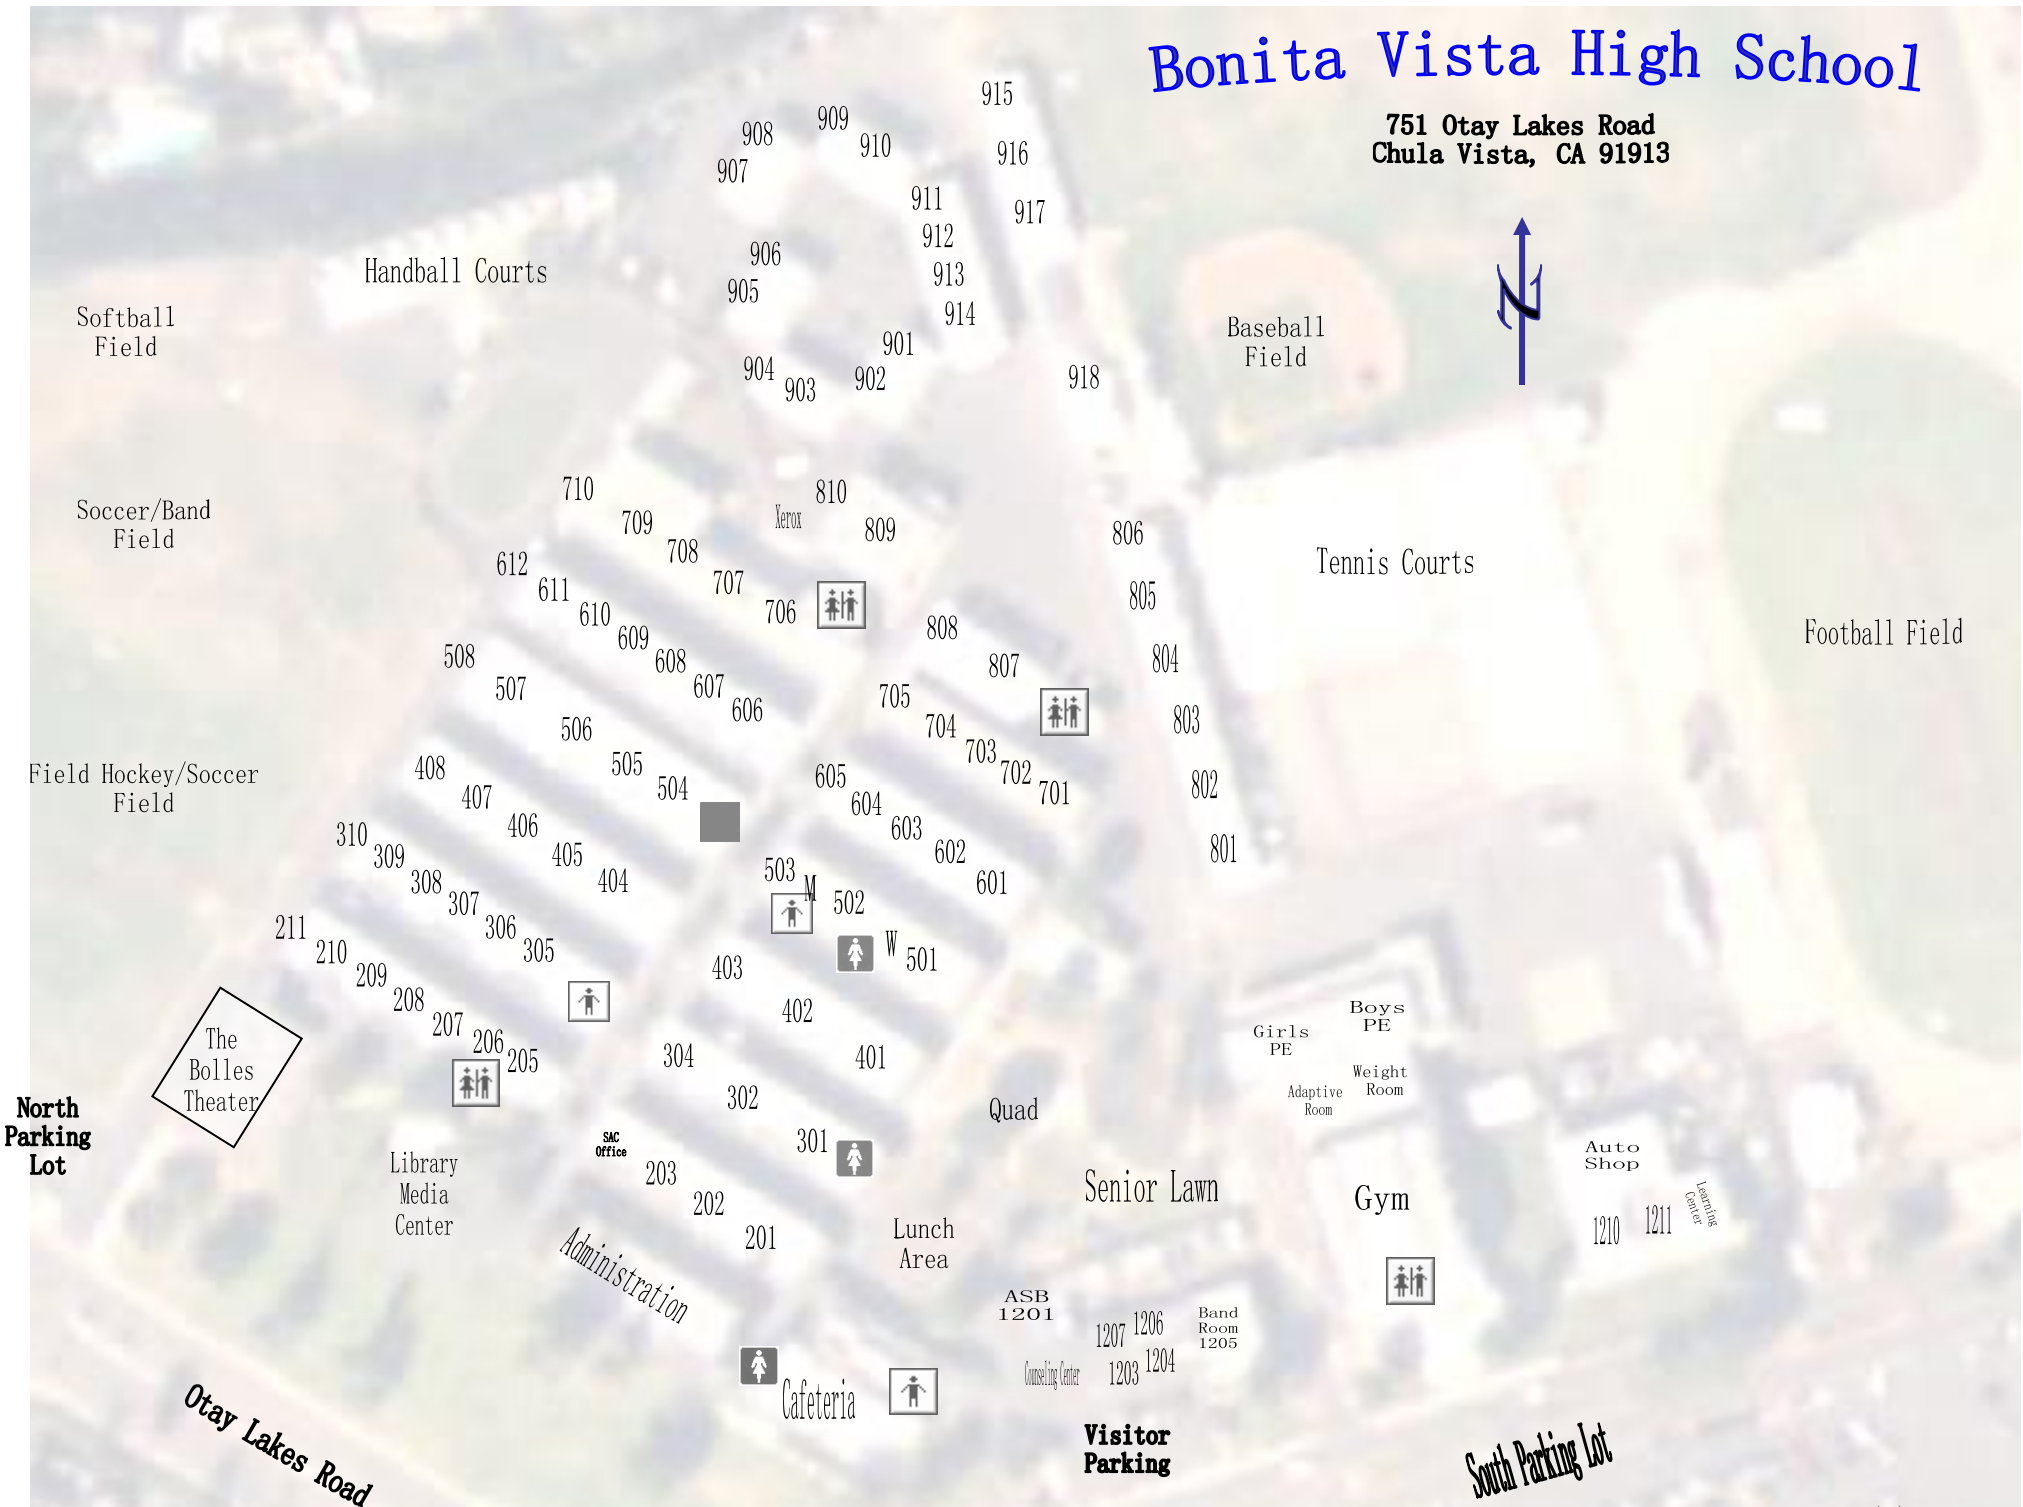 Bonita Vista High School
751 Otay Lakes Road
Chula Vista, CA 91913
N
915
916
917
918
908
909
910
907
911
912
913
914
906
905
901
902
904
903
Handball Courts
Softball
Field
Baseball
Field
Soccer/Band
Field
Tennis Courts
Football Field
Field Hockey/Soccer
Field
710
709
708
707
706
Xerox
810
809
808
807
806
805
804
803
802
801
612
611
610
609
608
607
606
705
704
703
702
701
508
507
506
505
504
605
604
603
602
601
408
407
406
405
404
503
M
502
W
501
310
309
308
307
306
305
403
402
401
211
210
209
208
207
206
205
304
302
301
The
Bolles
Theater
North
Parking
Lot
Library
Media
Center
SAC
Office
203
202
201
Administration
Quad
Lunch
Area
Senior Lawn
Boys
PE
Girls
PE
Weight
Room
Adaptive
Room
Gym
Auto
Shop
1210
1211
Learning
Center
ASB
1201
1207
1206
1203
1204
Band
Room
1205
Counseling Center
Cafeteria
Visitor
Parking
South Parking Lot
Otay Lakes Road